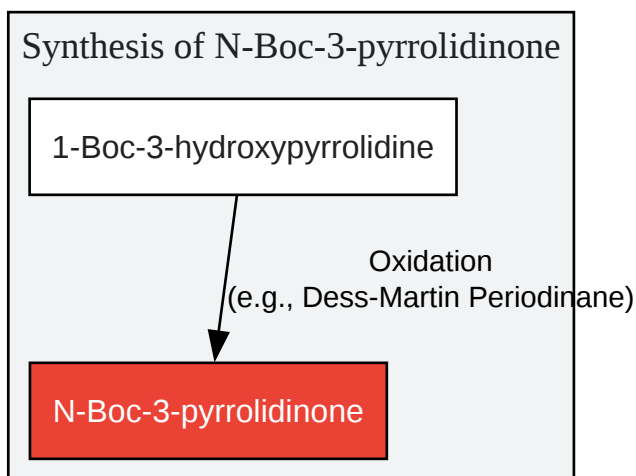 Synthesis of N-Boc-3-pyrrolidinone
1-Boc-3-hydroxypyrrolidine
Oxidation
(e.g., Dess-Martin Periodinane)
N-Boc-3-pyrrolidinone